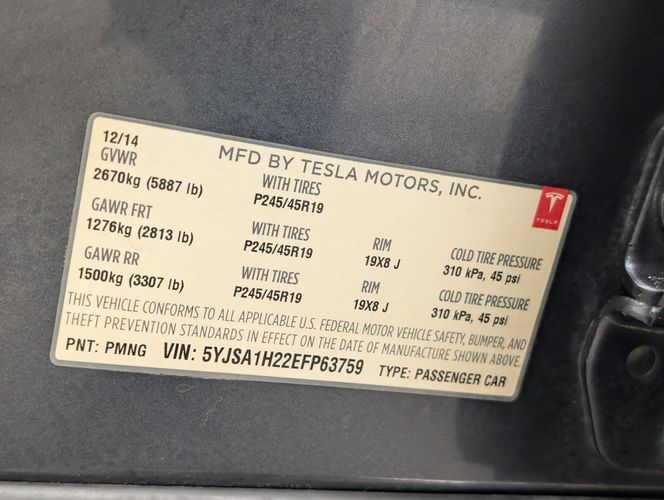 12/14
MFD BY TESLA MOTORS, INC.
GVWR
2670kg (5887 lb)
WITH TIRES
P245/45R19
TESLA
GAWR FRT
1276kg (2813 lb)
WITH TIRES
P245/45R19
RIM
19X8 J
COLD TIRE PRESSURE
310 kPa, 45 psi
GAWR RR
1500kg (3307 lb)
WITH TIRES
P245/45R19
RIM
19X8 J
COLD TIRE PRESSURE
310 kPa, 45 psi
THIS VEHICLE CONFORMS TO ALL APPLICABLE U.S. FEDERAL MOTOR VEHICLE SAFETY, BUMPER, AND
THEFT PREVENTION STANDARDS IN EFFECT ON THE DATE OF MANUFACTURE SHOWN ABOVE.
PNT: PMNG VIN: 5YJSA1H22EFP63759 TYPE: PASSENGER CAR